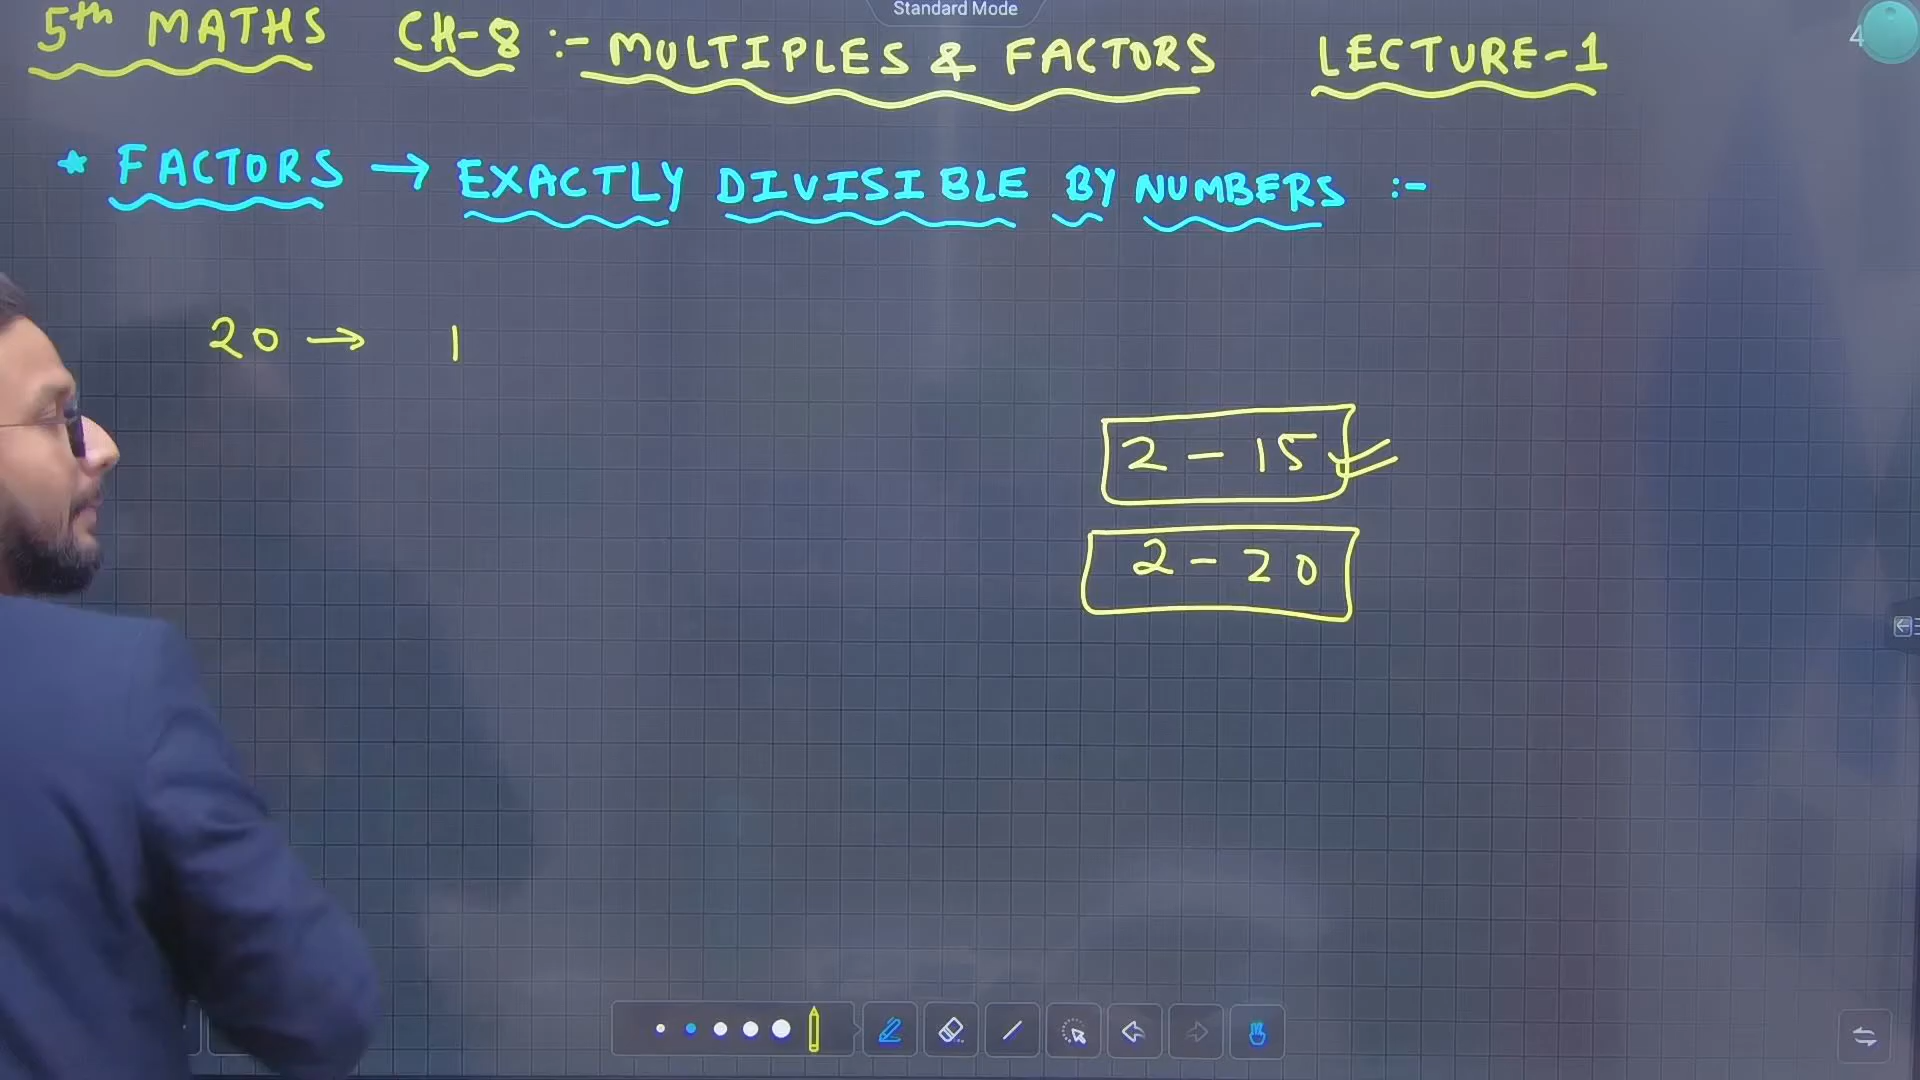 Standard Mode
5th MATHS CH-8 :- MULTIPLES & FACTORS LECTURE-1
4
* FACTORS → EXACTLY DIVISIBLE BY NUMBERS :-
20 → 1
2 - 15
2 - 20